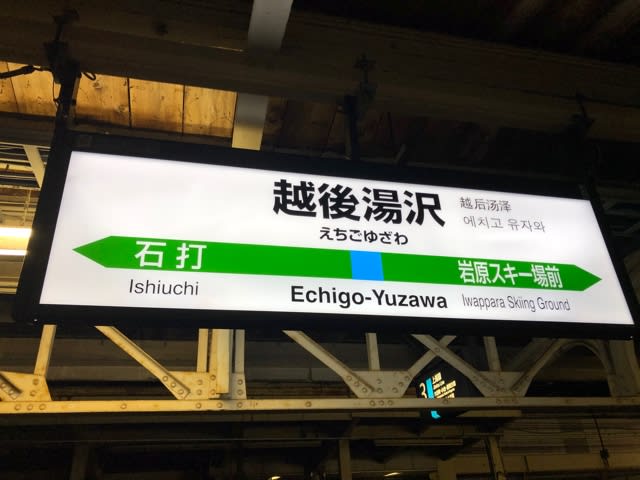 越後湯沢
えちごゆざわ
越后汤泽
에치고 유자와
石打
岩原スキー場前
Ishiuchi
Echigo-Yuzawa
Iwappara Skiing Ground
3